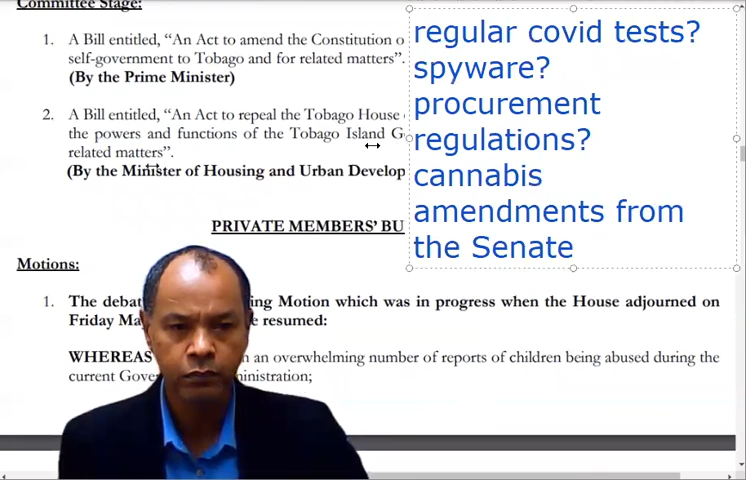 Committee Stage:
1. A Bill entitled, “An Act to amend the Constitution o
self-government to Tobago and for related matters”.
(By the Prime Minister)
2. A Bill entitled, “An Act to repeal the Tobago House
the powers and functions of the Tobago Island G
related matters”.
(By the Minister of Housing and Urban Develop
PRIVATE MEMBERS’ BU
Motions:
1. The debat ing Motion which was in progress when the House adjourned on
Friday Ma e resumed:
WHEREAS n an overwhelming number of reports of children being abused during the
current Gove ministration;
regular covid tests?
spyware?
procurement
regulations?
cannabis
amendments from
the Senate